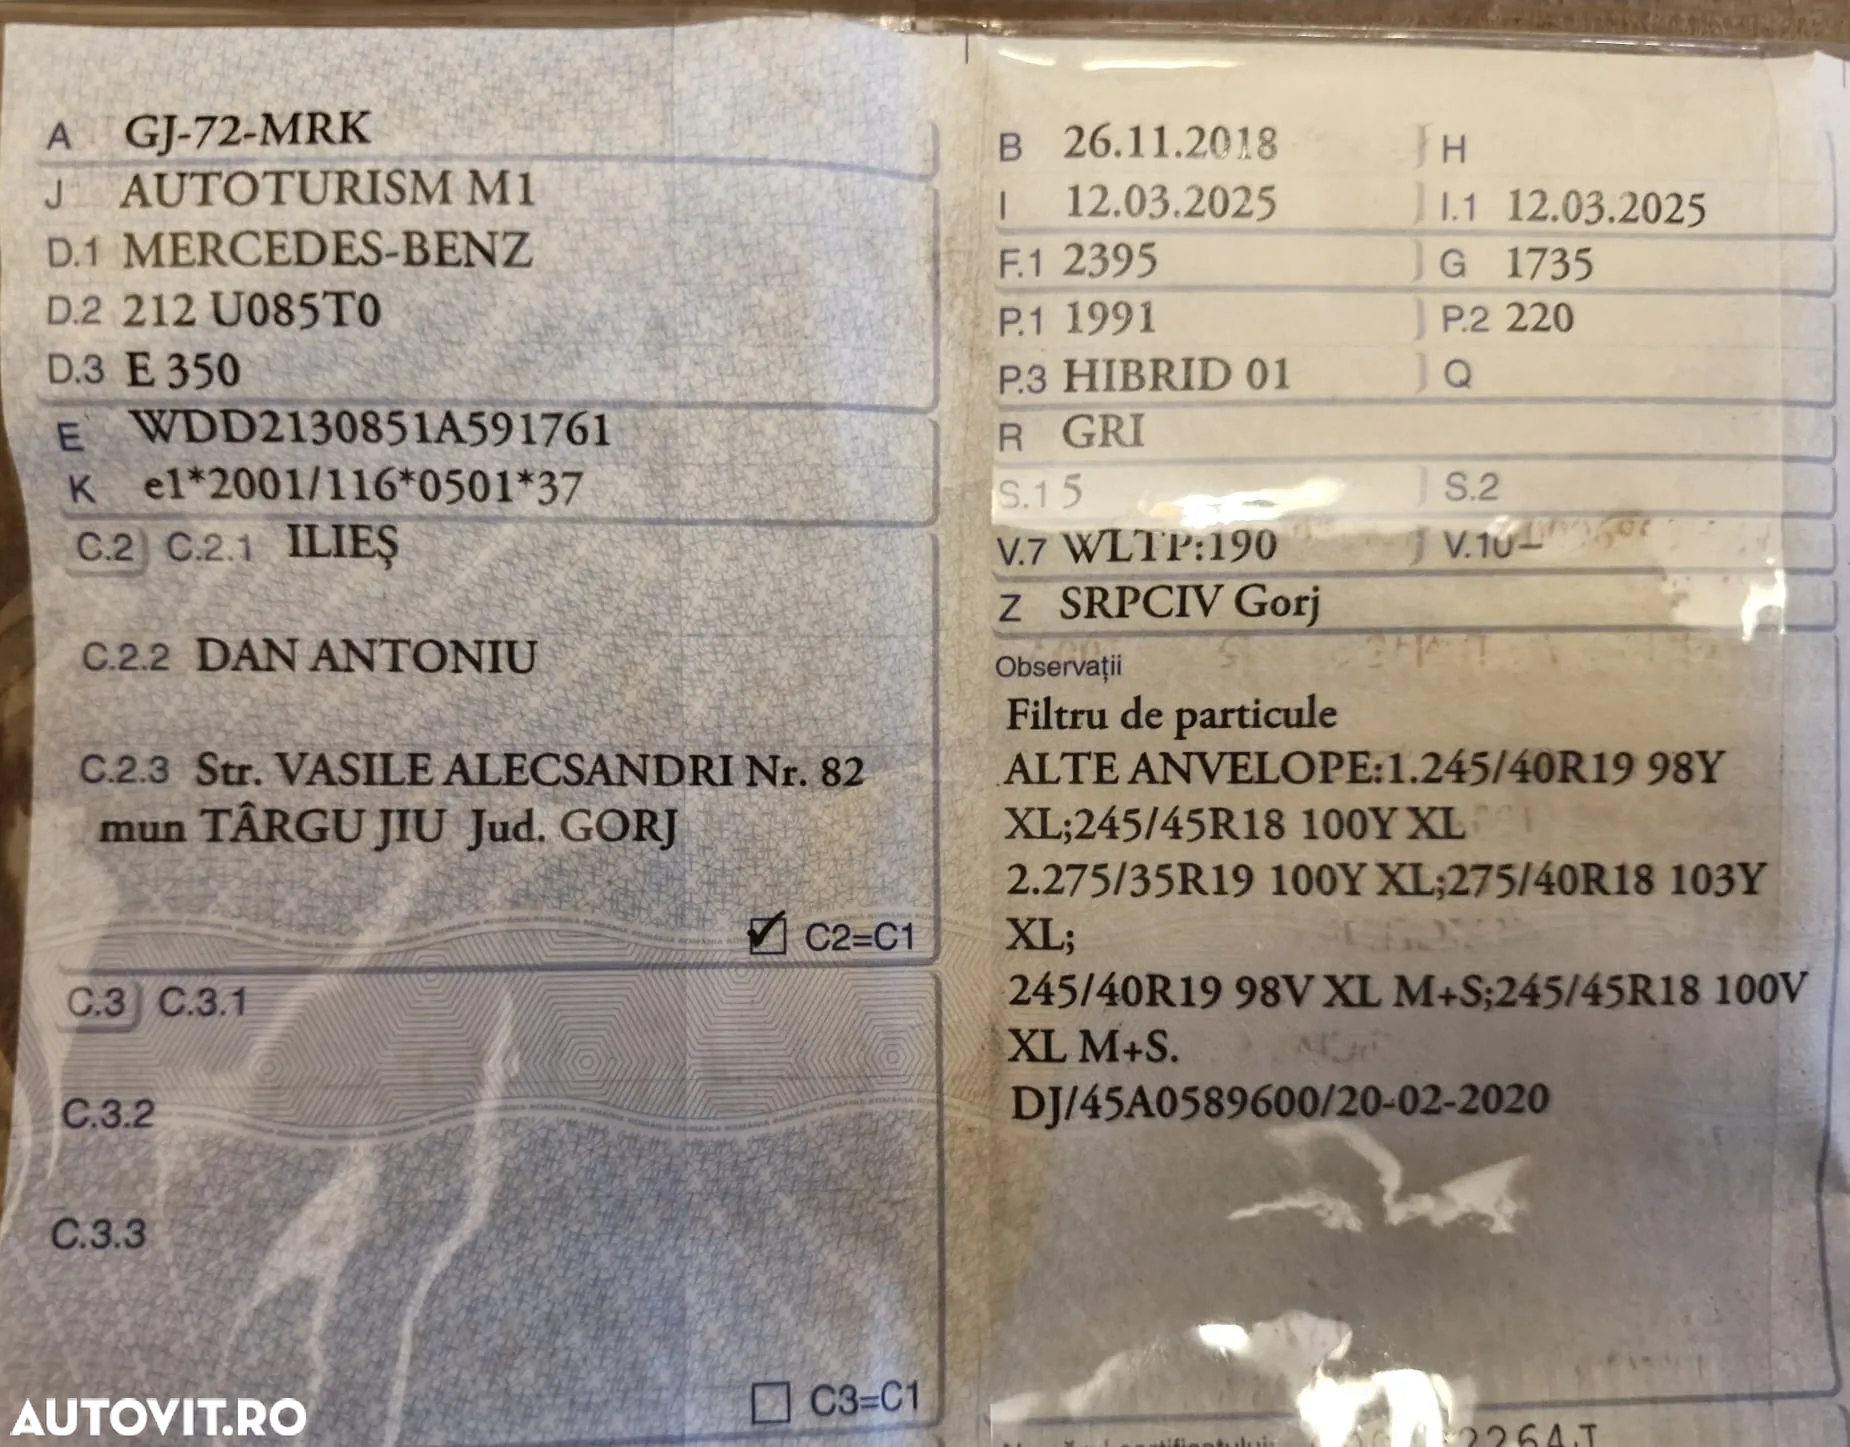 A GJ-72-MRK
J AUTOTURISM M1
D.1 MERCEDES-BENZ
D.2 212 U085T0
D.3 E 350
E WDD2130851A591761
K e1*2001/116*0501*37
C.2 C.2.1 ILIEȘ
C.2.2 DAN ANTONIU
C.2.3 Str. VASILE ALECSANDRI Nr. 82
mun TÂRGU JIU Jud. GORJ
C2=C1
C.3 C.3.1
C.3.2
C.3.3
C3=C1
B 26.11.2018 H
I 12.03.2025 I.1 12.03.2025
F.1 2395 G 1735
P.1 1991 P.2 220
P.3 HIBRID 01 Q
R GRI
S.1 5 S.2
V.7 WLTP:190 V.10 –
Z SRPCIV Gorj
Observații
Filtru de particule
ALTE ANVELOPE:1.245/40R19 98Y
XL;245/45R18 100Y XL
2.275/35R19 100Y XL;275/40R18 103Y
XL;
245/40R19 98V XL M+S;245/45R18 100V
XL M+S.
DJ/45A0589600/20-02-2020
AUTOVIT.RO